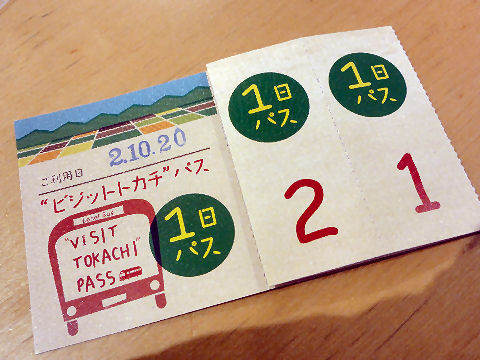 ご利用日
2.10.20
"ビジットトカチ"パス
Local Bus
"VISIT
TOKACHI"
PASS
1日
パス
1日
パス
2
1日
パス
1